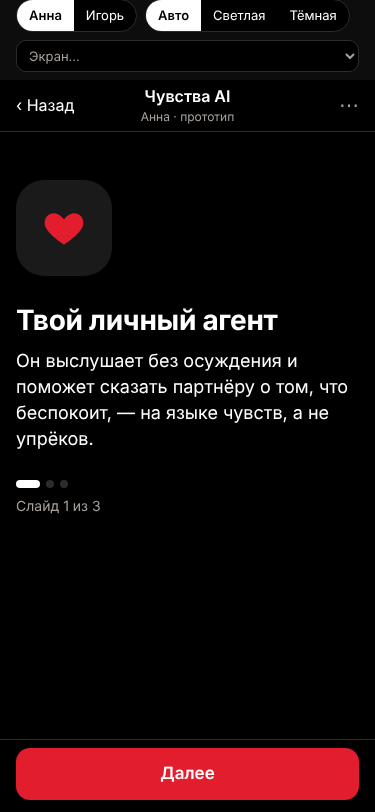 Анна Игорь Авто Светлая Тёмная
Экран...
‹ Назад
Чувства AI
Анна · прототип
···
Твой личный агент
Он выслушает без осуждения и
поможет сказать партнёру о том, что
беспокоит, — на языке чувств, а не
упрёков.
Слайд 1 из 3
Далее